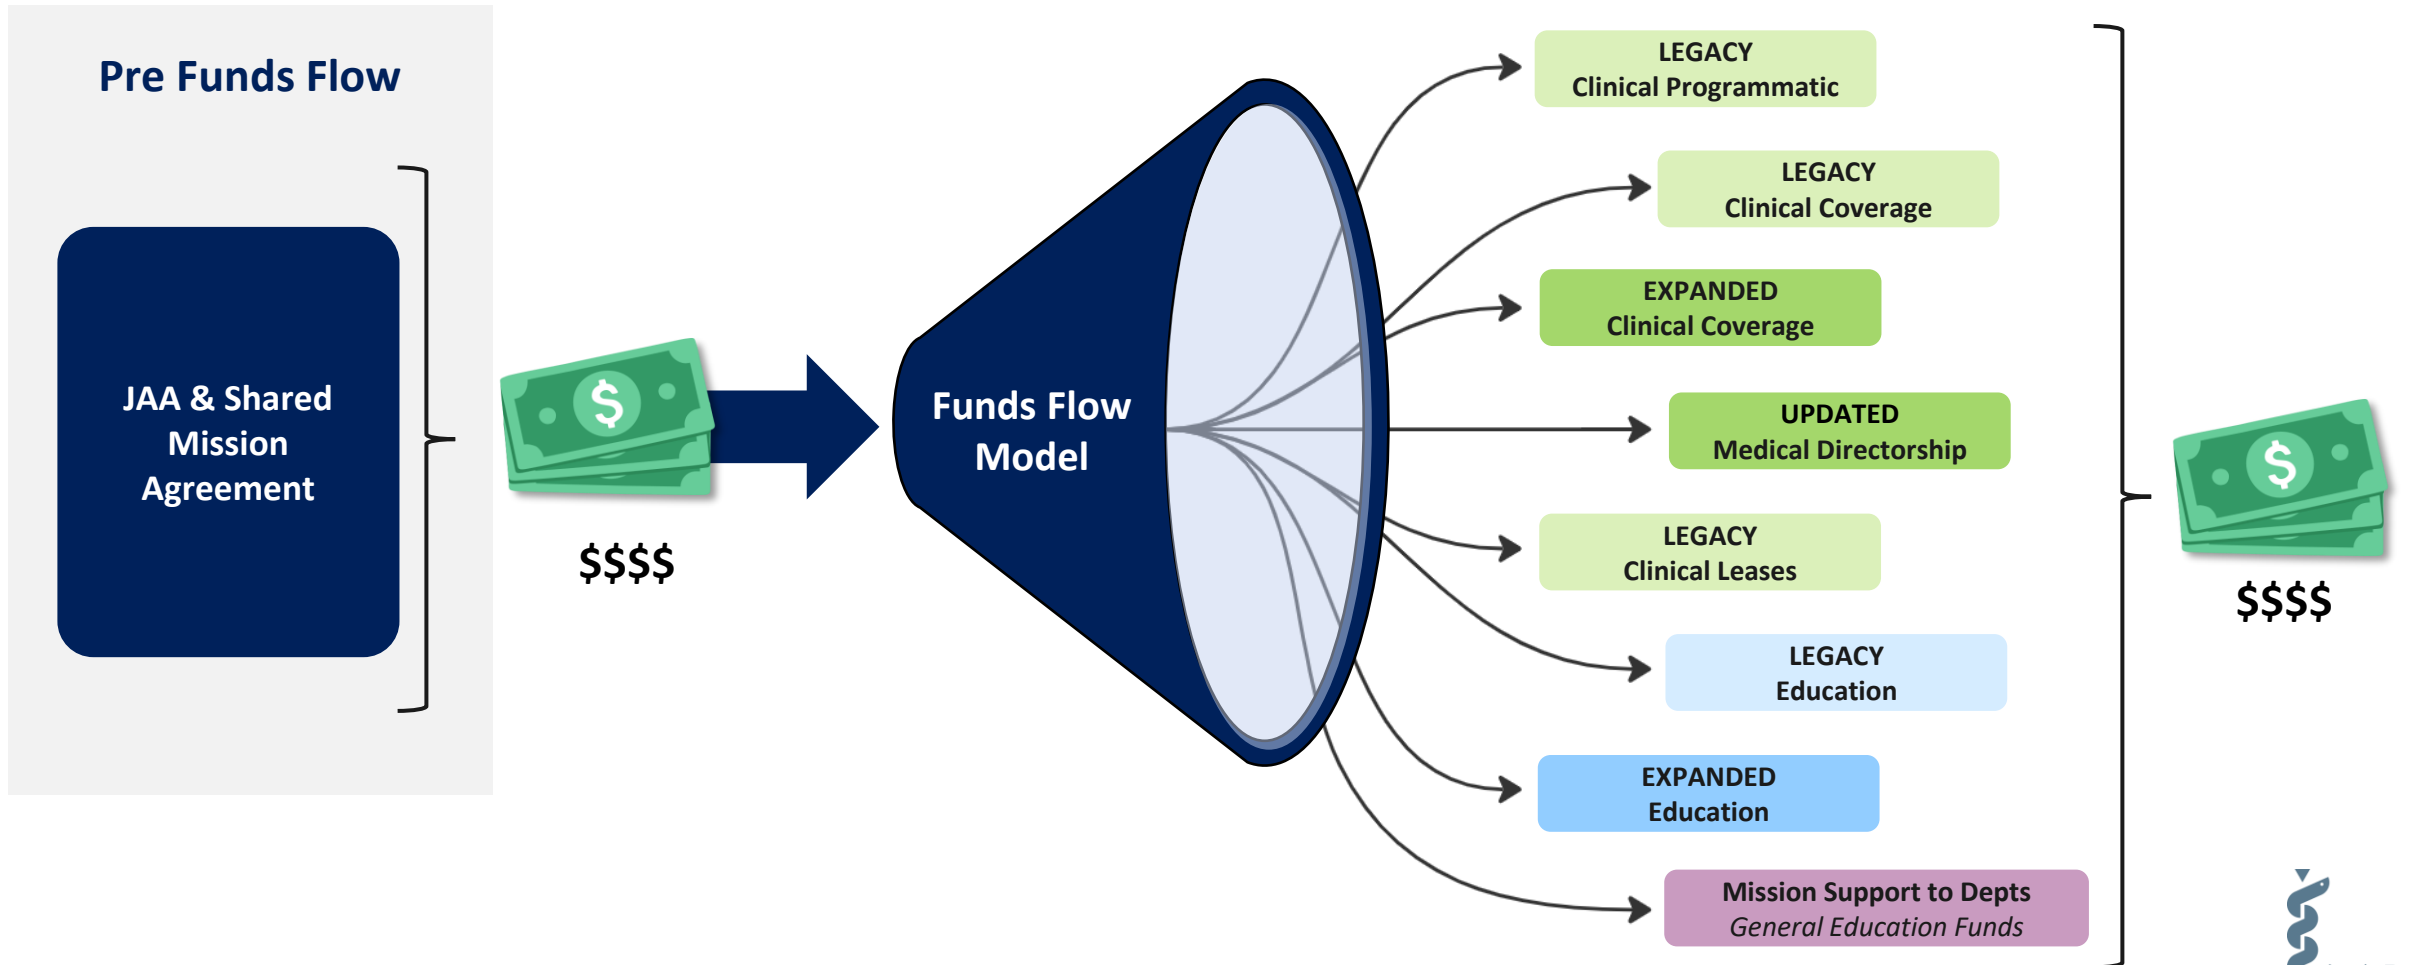 Pre Funds Flow
JAA & Shared
Mission
Agreement
$
$$$$
Funds Flow
Model
LEGACY
Clinical Programmatic
LEGACY
Clinical Coverage
EXPANDED
Clinical Coverage
UPDATED
Medical Directorship
LEGACY
Clinical Leases
LEGACY
Education
EXPANDED
Education
Mission Support to Depts
General Education Funds
$
$$$$